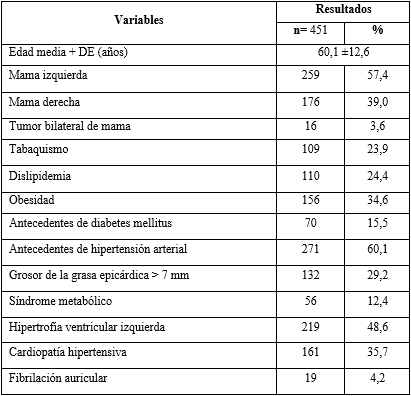 Variables Resultados
n= 451 %
Edad media + DE (años) 60,1 ±12,6
Mama izquierda 259 57,4
Mama derecha 176 39,0
Tumor bilateral de mama 16 3,6
Tabaquismo 109 23,9
Dislipidemia 110 24,4
Obesidad 156 34,6
Antecedentes de diabetes mellitus 70 15,5
Antecedentes de hipertensión arterial 271 60,1
Grosor de la grasa epicárdica > 7 mm 132 29,2
Síndrome metabólico 56 12,4
Hipertrofia ventricular izquierda 219 48,6
Cardiopatía hipertensiva 161 35,7
Fibrilación auricular 19 4,2